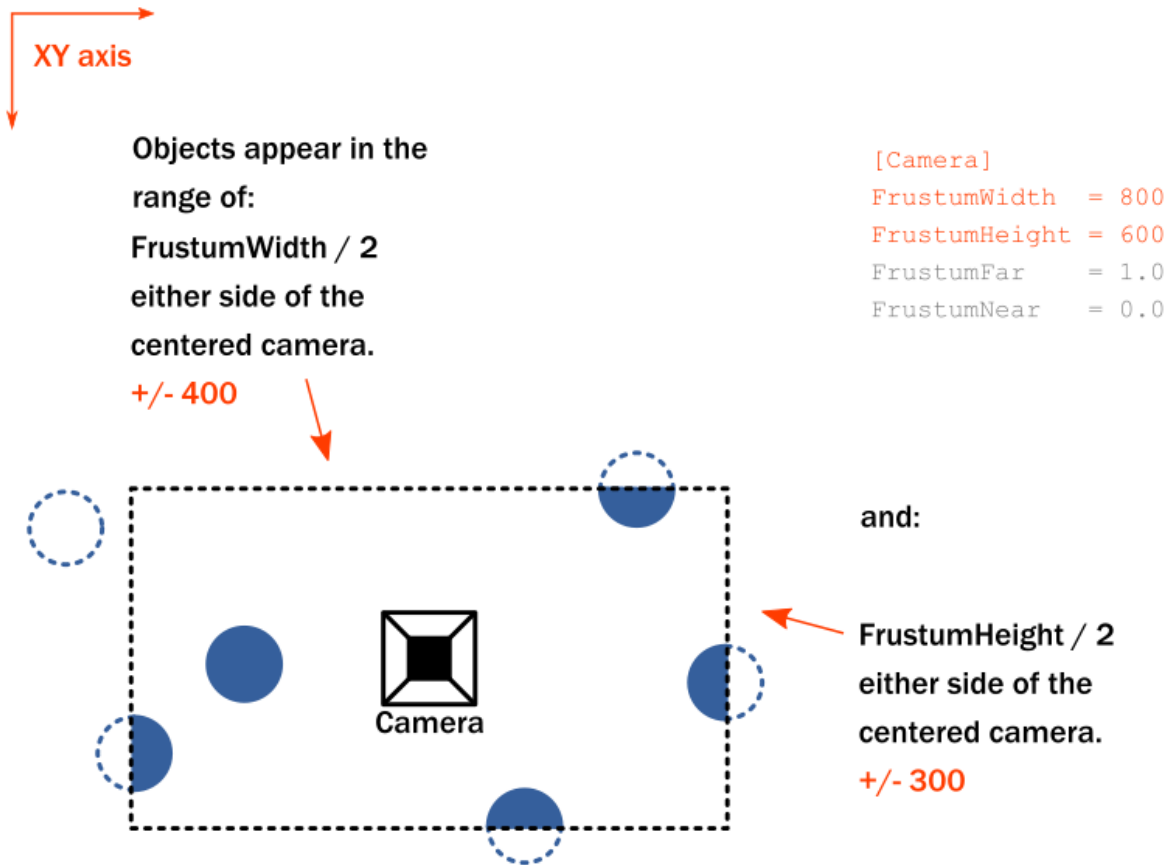 XY axis
Objects appear in the
range of:
FrustumWidth / 2
either side of the
centered camera.
+/- 400
[Camera]
FrustumWidth  = 800
FrustumHeight = 600
FrustumFar    = 1.0
FrustumNear   = 0.0
and:
FrustumHeight / 2
either side of the
centered camera.
+/- 300
Camera